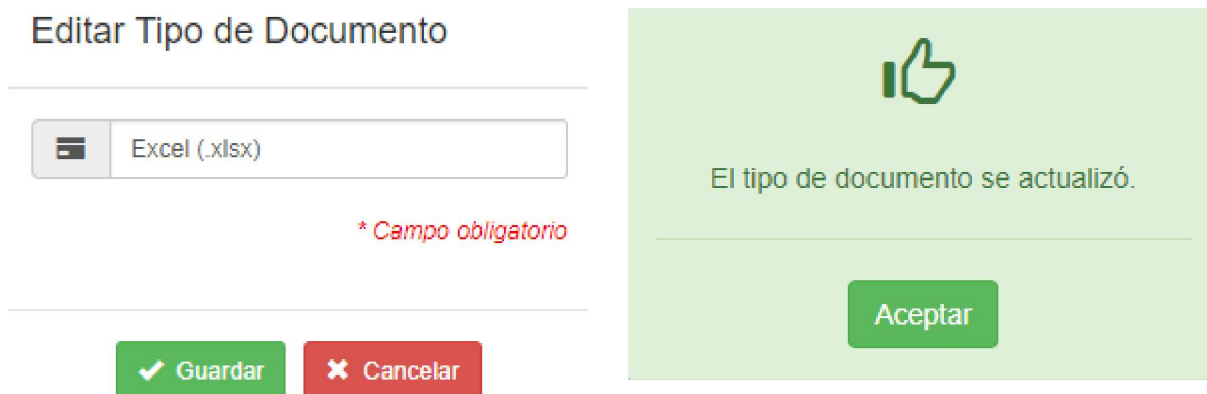 Editar Tipo de Documento
Excel (.xlsx)
* Campo obligatorio
Guardar
Cancelar
El tipo de documento se actualizó.
Aceptar